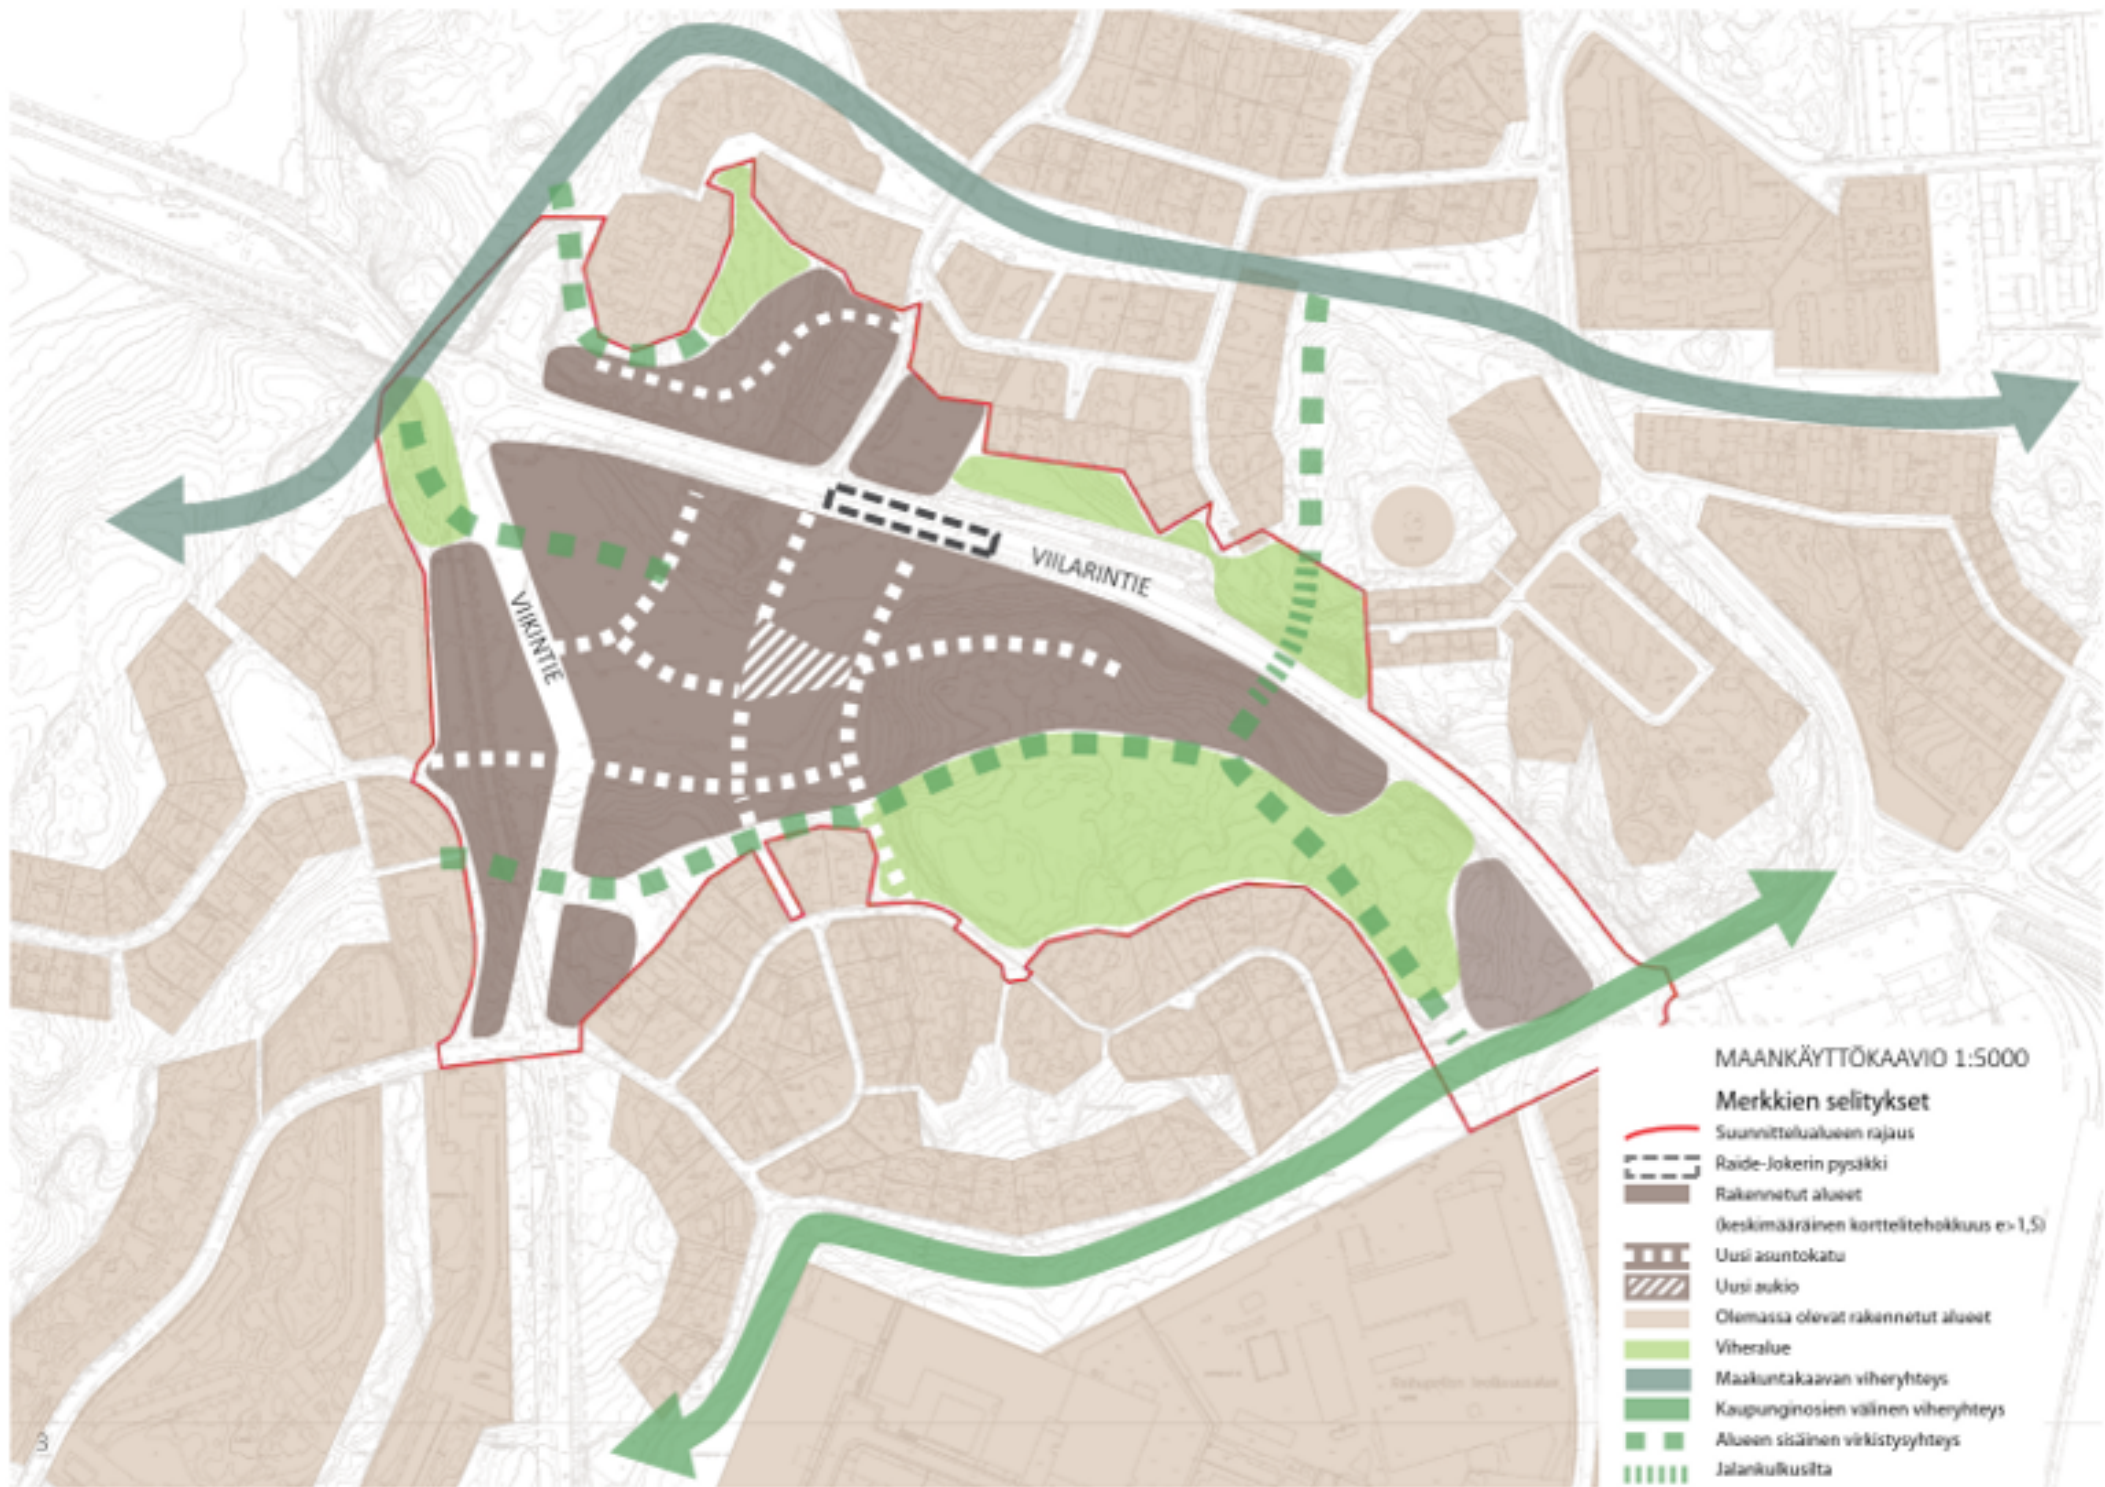 VIILARINTIE
VIIKINTIE
MAANKÄYTTÖKAAVIO 1:5000
Merkkien selitykset
Suunnittelualueen rajaus
Raide-Jokerin pysäkki
Rakennetut alueet
(keskimääräinen korttelitehokkuus e>1,5)
Uusi asuntokatu
Uusi aukio
Olemassa olevat rakennetut alueet
Viheralue
Maakuntakaavan viheryhteys
Kaupunginosien välinen viheryhteys
Alueen sisäinen virkistysyhteys
Jalankulkusilta
3